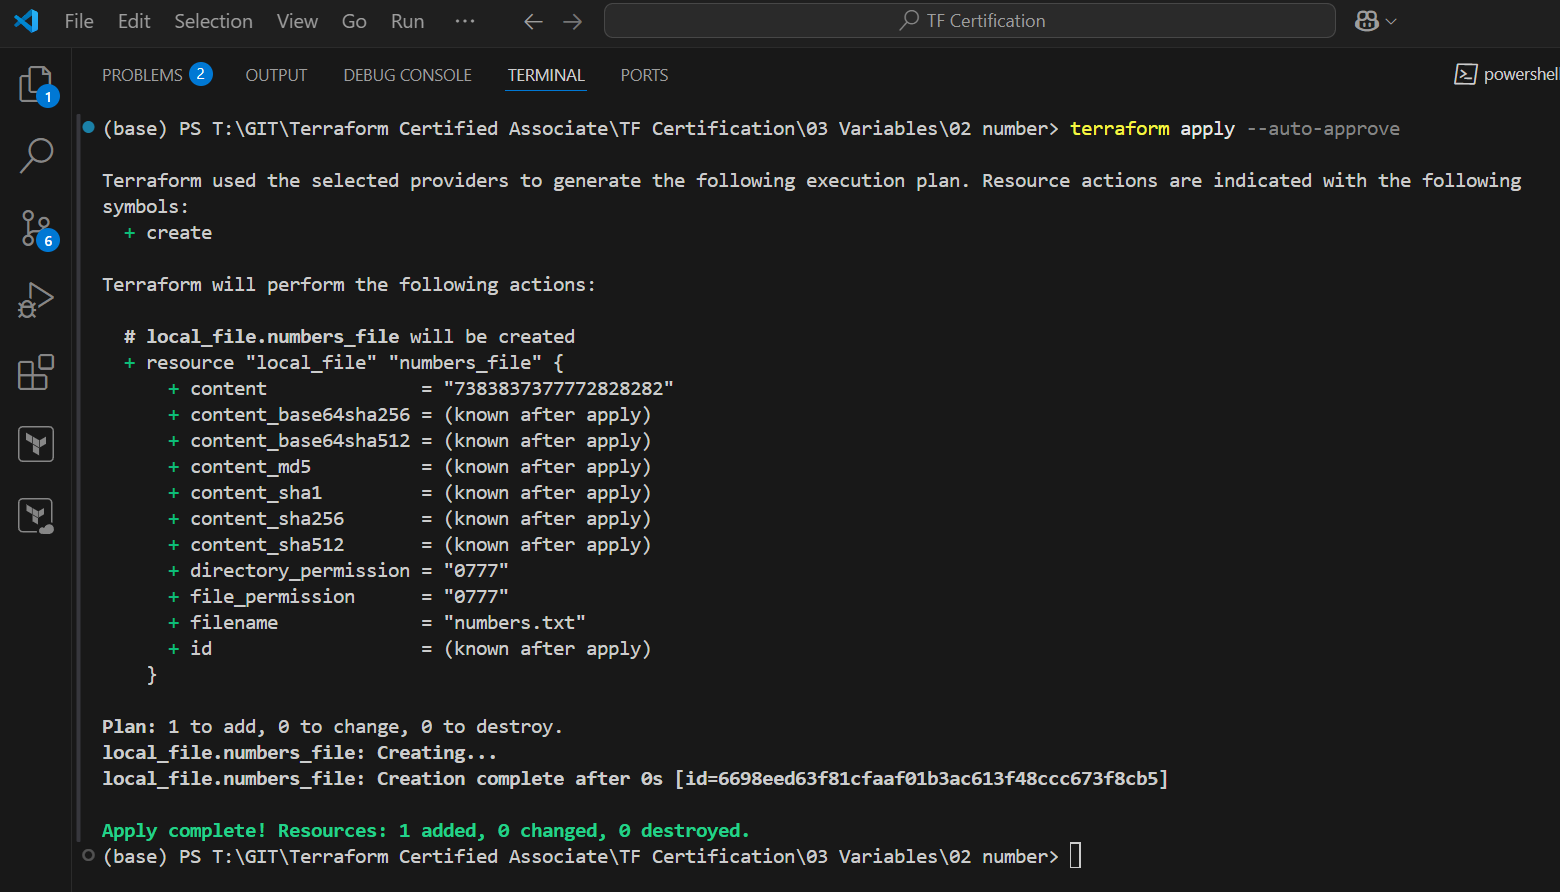 File Edit Selection View Go Run ··· TF Certification
PROBLEMS 2 OUTPUT DEBUG CONSOLE TERMINAL PORTS powershell
1
6
(base) PS T:\GIT\Terraform Certified Associate\TF Certification\03 Variables\02 number> terraform apply --auto-approve
Terraform used the selected providers to generate the following execution plan. Resource actions are indicated with the following
symbols:
+ create
Terraform will perform the following actions:
# local_file.numbers_file will be created
+ resource "local_file" "numbers_file" {
+ content = "7383837377772828282"
+ content_base64sha256 = (known after apply)
+ content_base64sha512 = (known after apply)
+ content_md5 = (known after apply)
+ content_sha1 = (known after apply)
+ content_sha256 = (known after apply)
+ content_sha512 = (known after apply)
+ directory_permission = "0777"
+ file_permission = "0777"
+ filename = "numbers.txt"
+ id = (known after apply)
}
Plan: 1 to add, 0 to change, 0 to destroy.
local_file.numbers_file: Creating...
local_file.numbers_file: Creation complete after 0s [id=6698eed63f81cfaaf01b3ac613f48ccc673f8cb5]
Apply complete! Resources: 1 added, 0 changed, 0 destroyed.
(base) PS T:\GIT\Terraform Certified Associate\TF Certification\03 Variables\02 number>